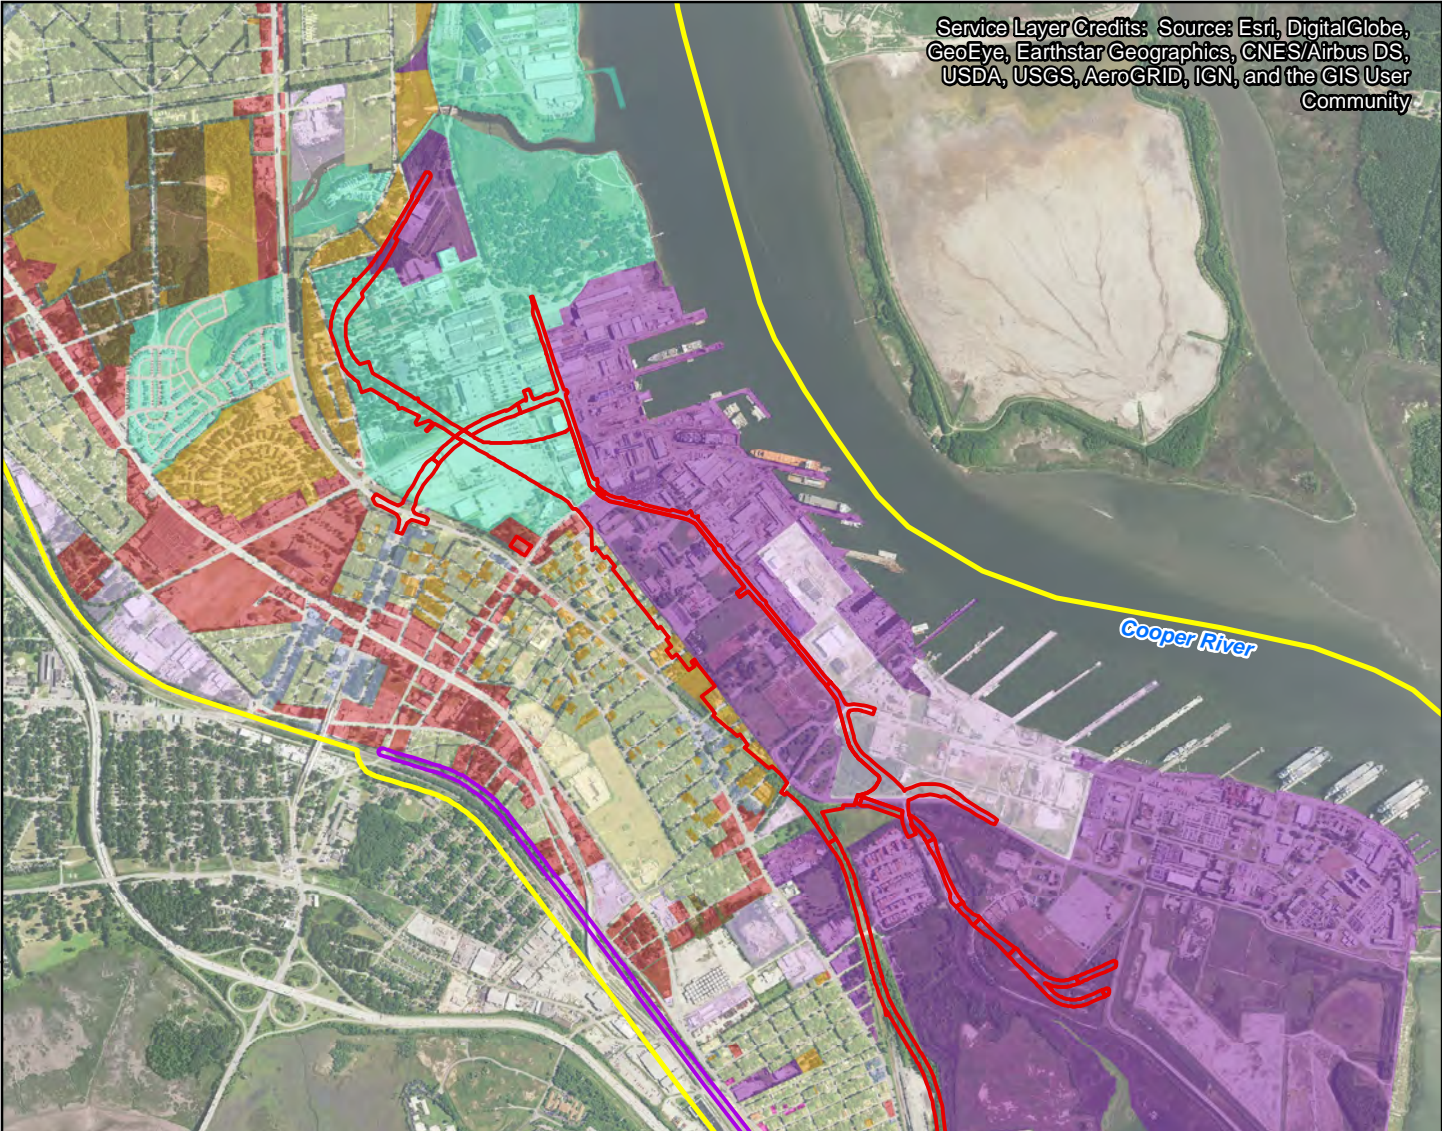 Service Layer Credits: Source: Esri, DigitalGlobe,
GeoEye, Earthstar Geographics, CNES/Airbus DS,
USDA, USGS, AeroGRID, IGN, and the GIS User
Community
Cooper River